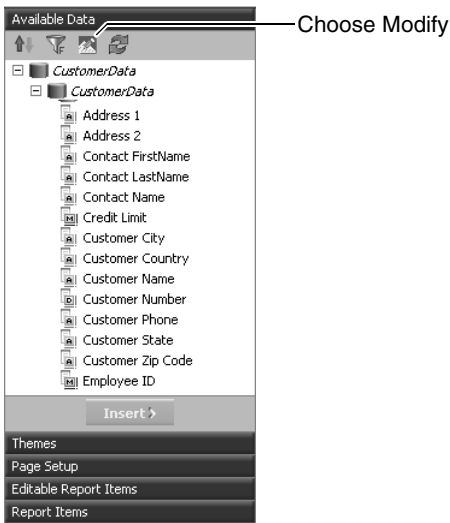 Available Data
Choose Modify
CustomerData
CustomerData
Address 1
Address 2
Contact FirstName
Contact LastName
Contact Name
Credit Limit
Customer City
Customer Country
Customer Name
Customer Number
Customer Phone
Customer State
Customer Zip Code
Employee ID
Insert
Themes
Page Setup
Editable Report Items
Report Items